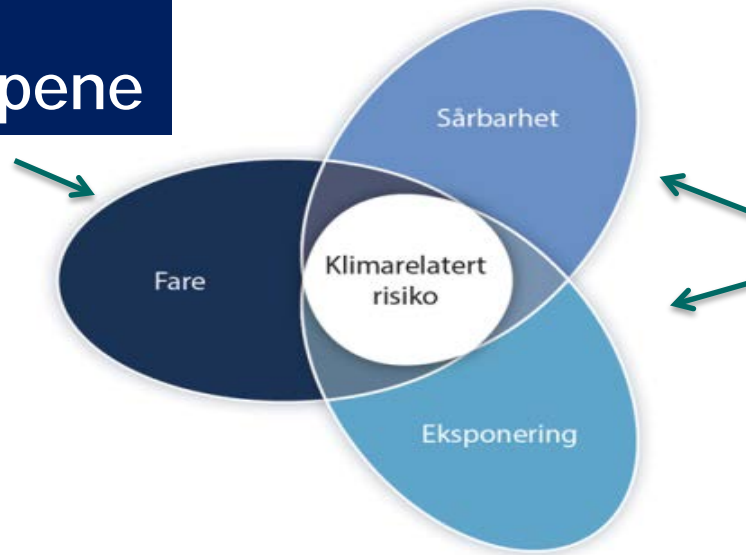 pene
Sårbarhet
Fare
Klimarelatert
risiko
Eksponering